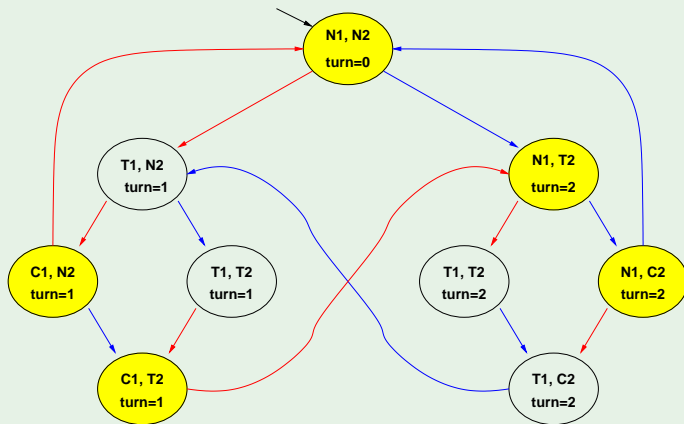 N1, N2
turn=0
T1, N2
turn=1
N1, T2
turn=2
C1, N2
turn=1
T1, T2
turn=1
T1, T2
turn=2
N1, C2
turn=2
C1, T2
turn=1
T1, C2
turn=2